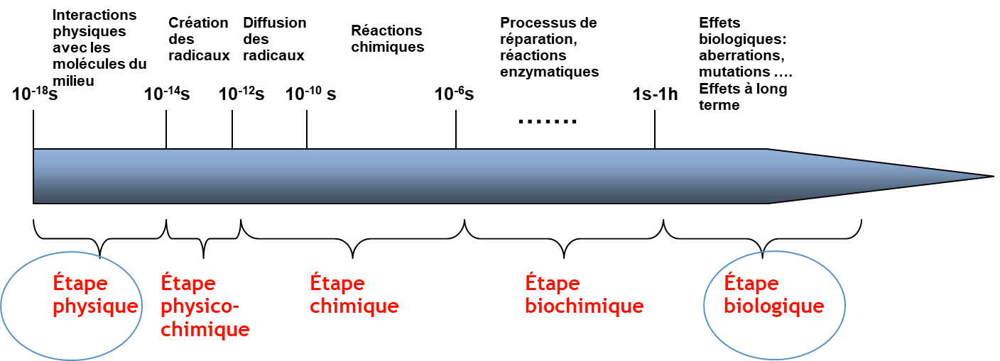 Interactions
physiques
avec les
molécules du
milieu
Création
des
radicaux
Diffusion
des
radicaux
Réactions
chimiques
Processus de
réparation,
réactions
enzymatiques
Effets
biologiques:
aberrations,
mutations ….
Effets à long
terme
10-18s
10-14s
10-12s
10-10 s
10-6s
1s-1h
.......
Étape
physique
Étape
physico-
chimique
Étape
chimique
Étape
biochimique
Étape
biologique